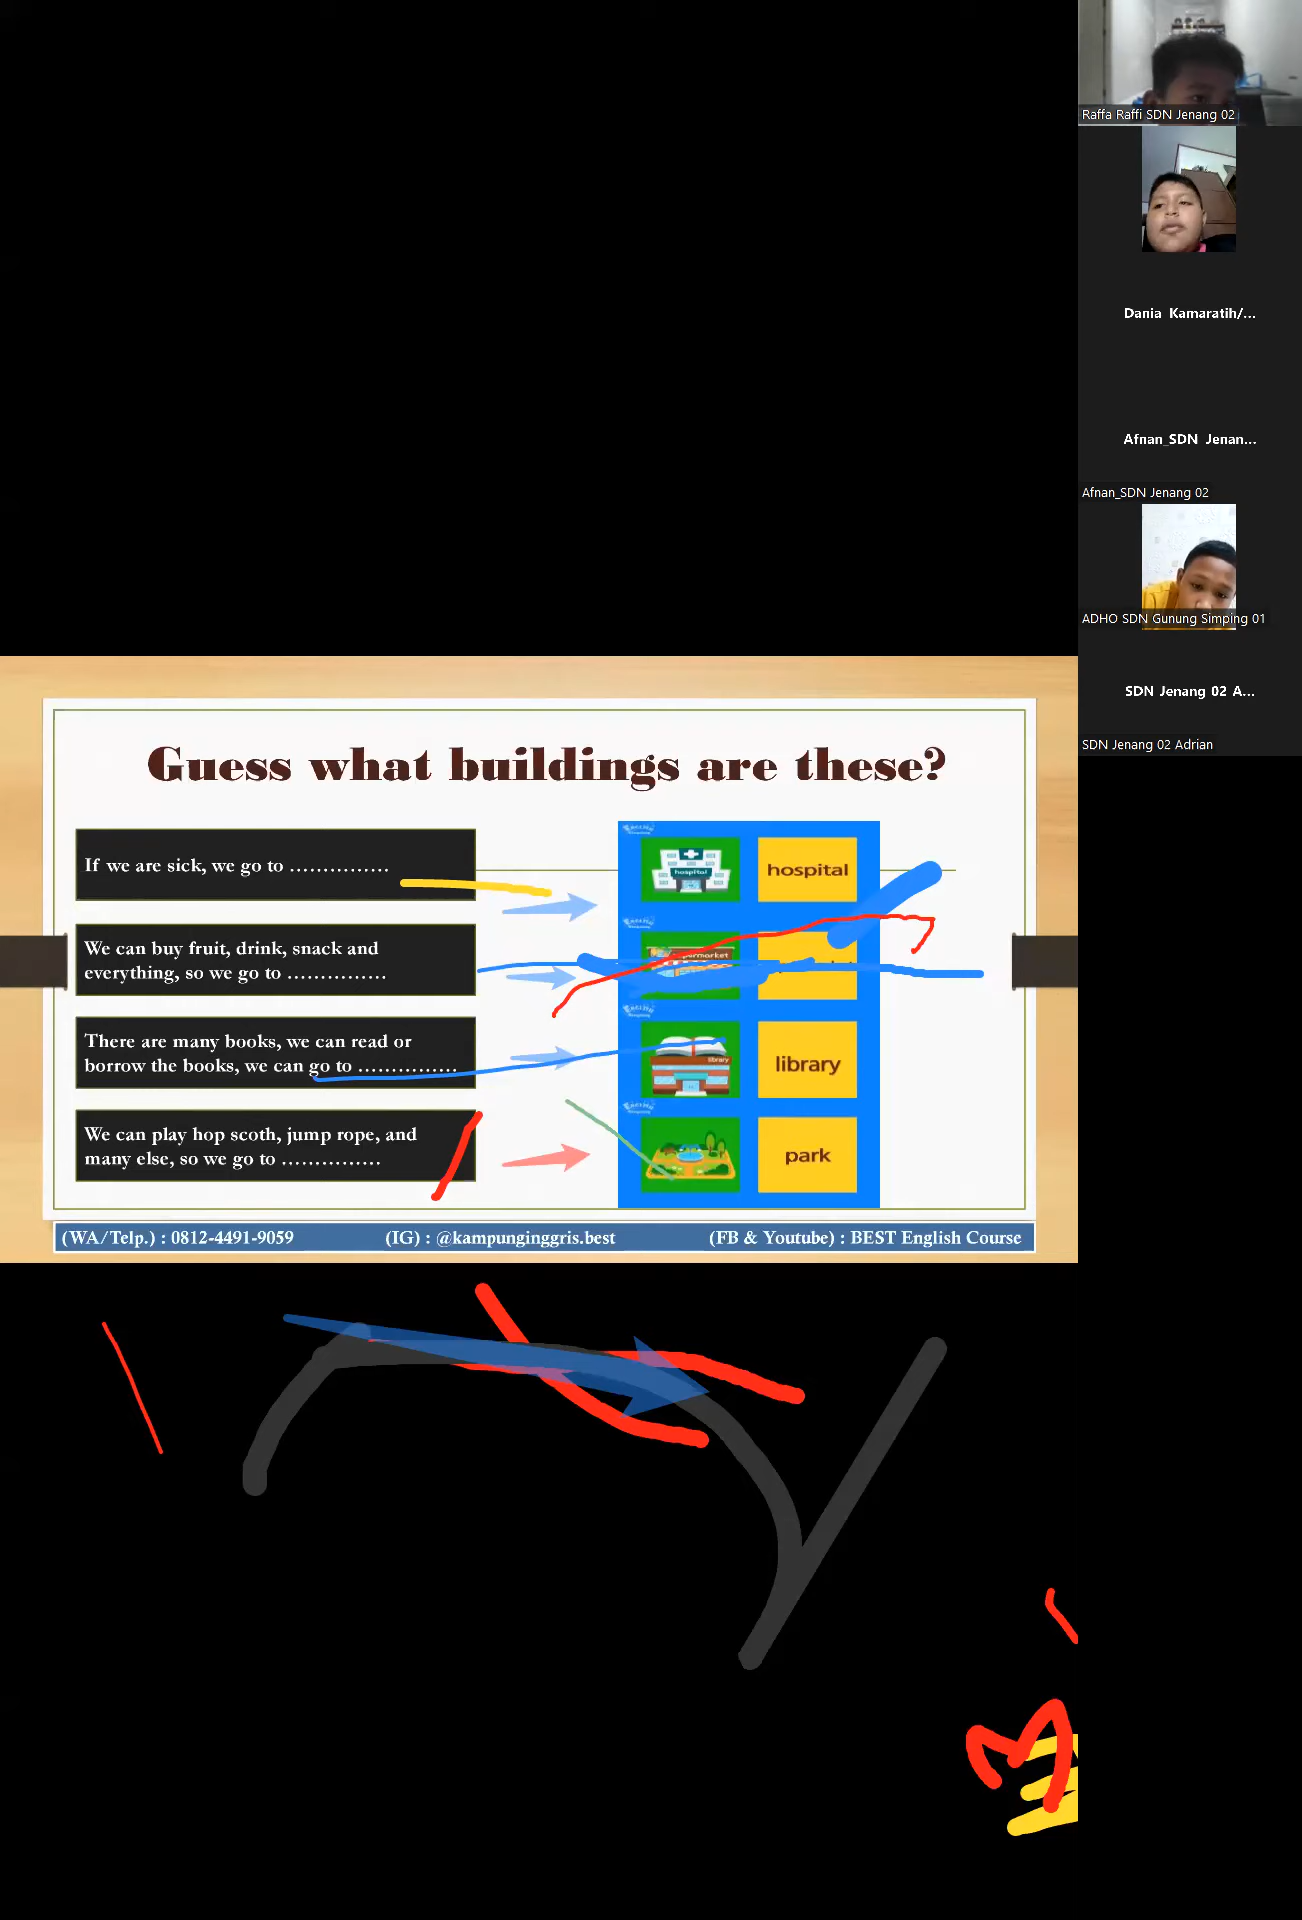 Raffa Raffi SDN Jenang 02
Dania Kamaratih/...
Afnan_SDN Jenan...
Afnan_SDN Jenang 02
ADHO SDN Gunung Simping 01
SDN Jenang 02 A...
SDN Jenang 02 Adrian
Guess what buildings are these?
If we are sick, we go to ...............
We can buy fruit, drink, snack and
everything, so we go to ...............
There are many books, we can read or
borrow the books, we can go to ...............
We can play hop scoth, jump rope, and
many else, so we go to ...............
hospital
hospital
library
library
park
(WA/Telp.) : 0812-4491-9059
(IG) : @kampunginggris.best
(FB & Youtube) : BEST English Course